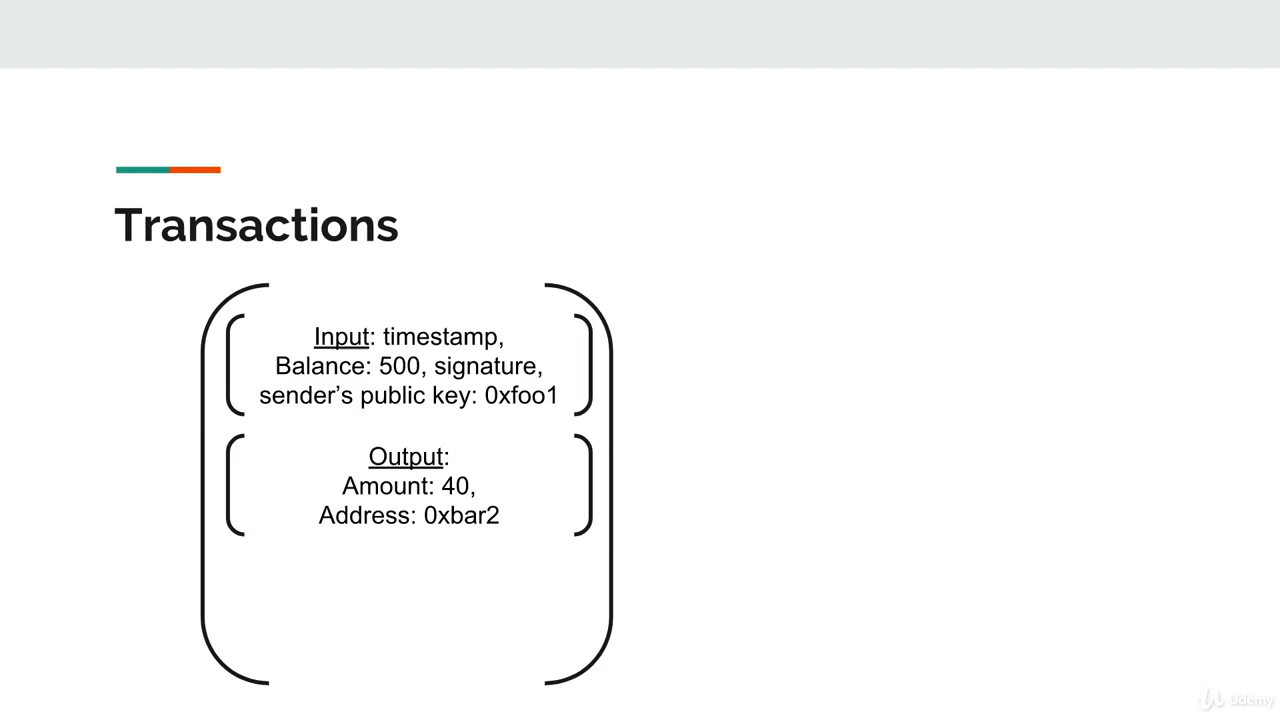 Transactions
Input: timestamp,
Balance: 500, signature,
sender’s public key: 0xfoo1
Output:
Amount: 40,
Address: 0xbar2
Udemy